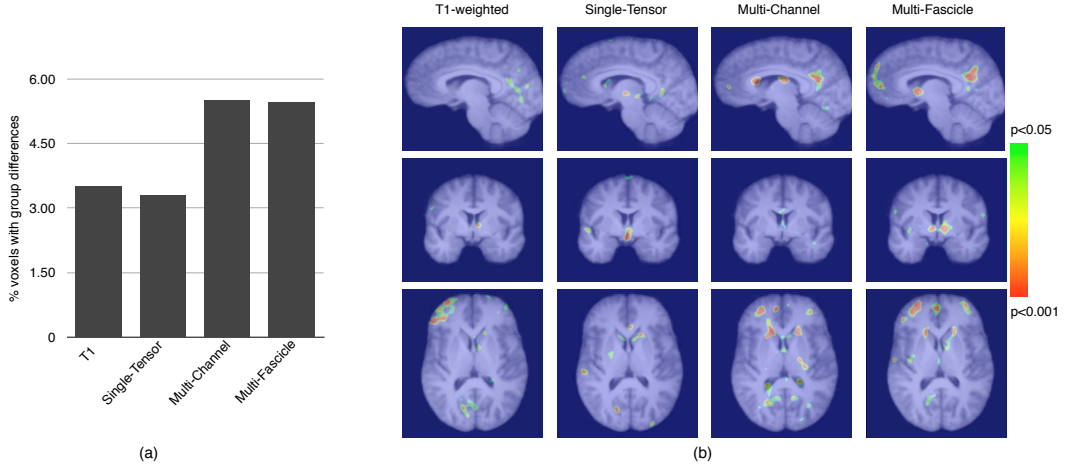 % voxels with group differences
6.00
4.50
3.00
1.50
0
T1
Single-Tensor
Multi-Channel
Multi-Fascicle
(a)
T1-weighted
Single-Tensor
Multi-Channel
Multi-Fascicle
p<0.05
p<0.001
(b)